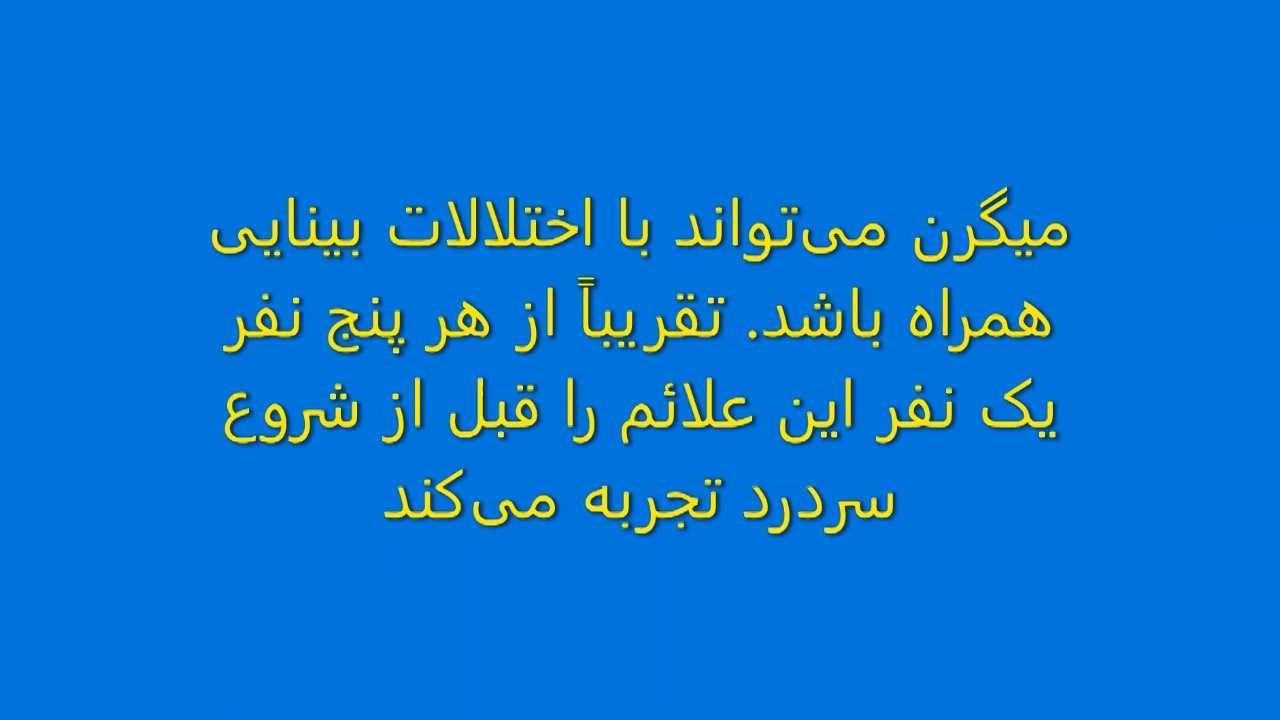 میگرن می‌تواند با اختلالات بینایی
همراه باشد. تقریباً از هر پنج نفر
یک نفر این علائم را قبل از شروع
سردرد تجربه می‌کند